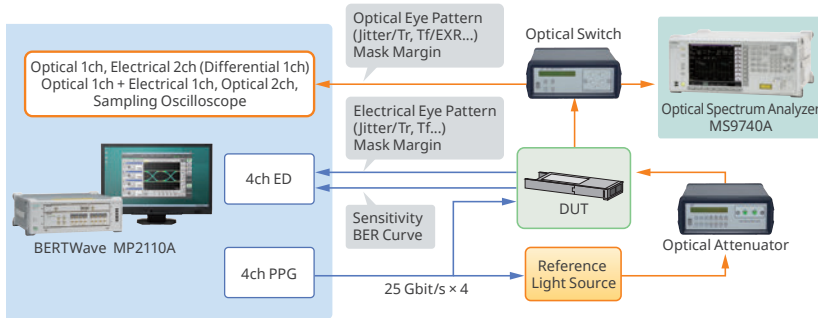 Optical Eye Pattern
(Jitter/Tr, Tf/EXR...)
Mask Margin
Optical Switch
Optical 1ch, Electrical 2ch (Differential 1ch)
Optical 1ch + Electrical 1ch, Optical 2ch,
Sampling Oscilloscope
Optical Spectrum Analyzer
MS9740A
Electrical Eye Pattern
(Jitter/Tr, Tf...)
Mask Margin
4ch ED
DUT
Sensitivity
BER Curve
BERTWave MP2110A
Optical Attenuator
4ch PPG
25 Gbit/s × 4
Reference
Light Source